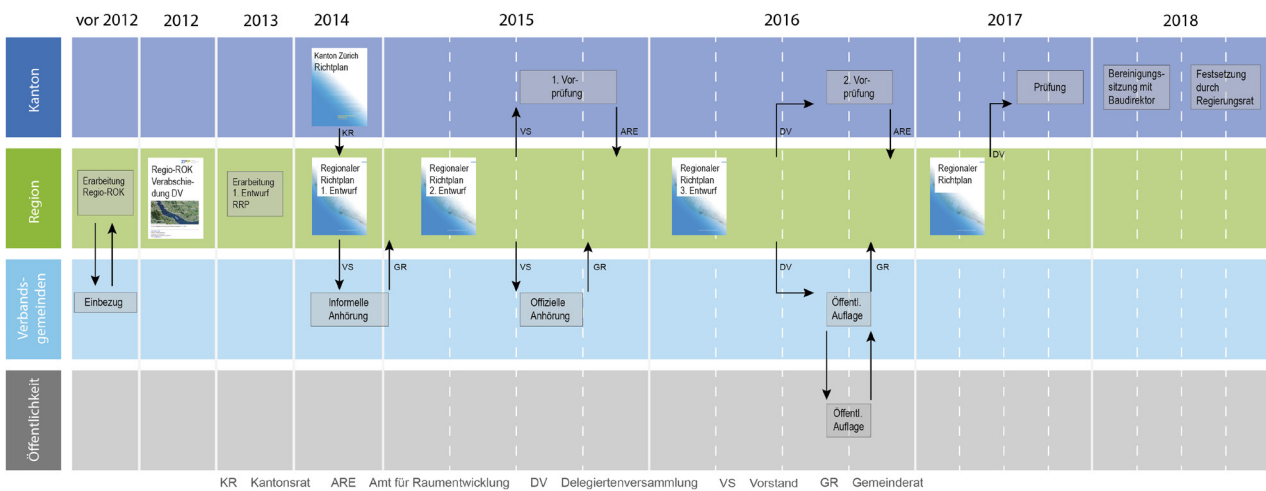 vor 2012
2012
2013
2014
2015
2016
2017
2018
Kanton
Kanton Zürich
Richtplan
1. Vor-
prüfung
2. Vor-
prüfung
Prüfung
Bereinigungs-
sitzung mit
Baudirektor
Festsetzung
durch
Regierungsrat
KR
VS
ARE
DV
ARE
DV
Region
Erarbeitung
Regio-ROK
Regio-ROK
Verabschie-
dung DV
Erarbeitung
1. Entwurf
RRP
Regionaler
Richtplan
1. Entwurf
Regionaler
Richtplan
2. Entwurf
Regionaler
Richtplan
3. Entwurf
Regionaler
Richtplan
VS
GR
VS
GR
DV
GR
Verbands-
gemeinden
Einbezug
Informelle
Anhörung
Offizielle
Anhörung
Öffentl.
Auflage
Öffentlichkeit
Öffentl.
Auflage
KR Kantonsrat ARE Amt für Raumentwicklung DV Delegiertenversammlung VS Vorstand GR Gemeinderat